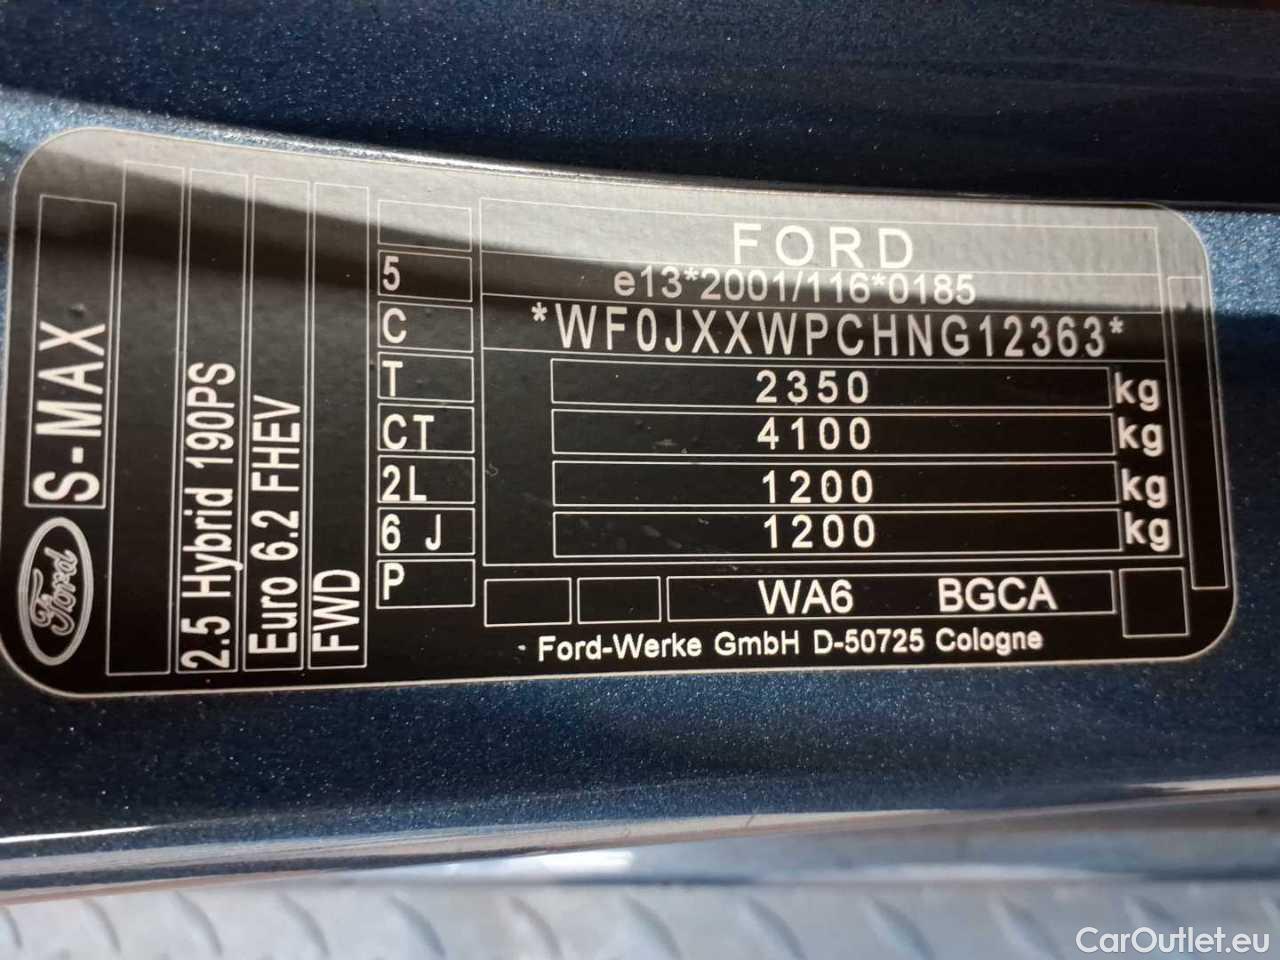 Ford
S-MAX
2.5 Hybrid 190PS
Euro 6.2 FHEV
FWD
5
C
T
CT
2L
6 J
P
FORD
e13*2001/116*0185
*WF0JXXWPCHNG12363*
2350 kg
4100 kg
1200 kg
1200 kg
WA6 BGCA
Ford-Werke GmbH D-50725 Cologne
CarOutlet.eu